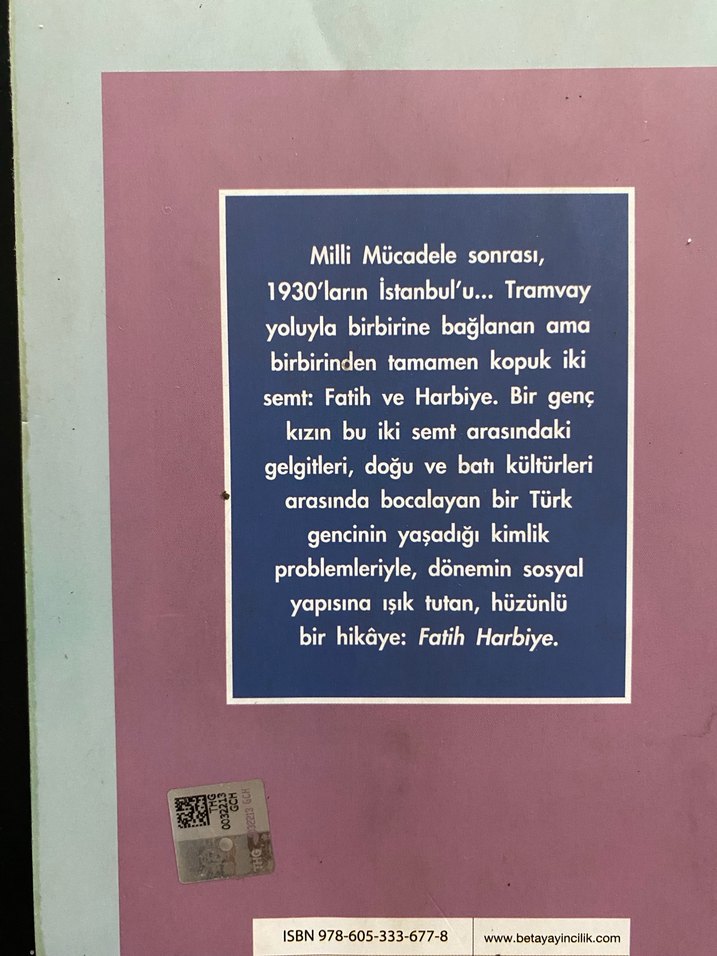 Milli Mücadele sonrası,
1930'ların İstanbul'u... Tramvay
yoluyla birbirine bağlanan ama
birbirinden tamamen kopuk iki
semt: Fatih ve Harbiye. Bir genç
kızın bu iki semt arasındaki
gelgitleri, doğu ve batı kültürleri
arasında bocalayan bir Türk
gencinin yaşadığı kimlik
problemleriyle, dönemin sosyal
yapısına ışık tutan, hüzünlü
bir hikâye: Fatih Harbiye.
THG
0032213
GCH
ISBN 978-605-333-677-8
www.betayayincilik.com